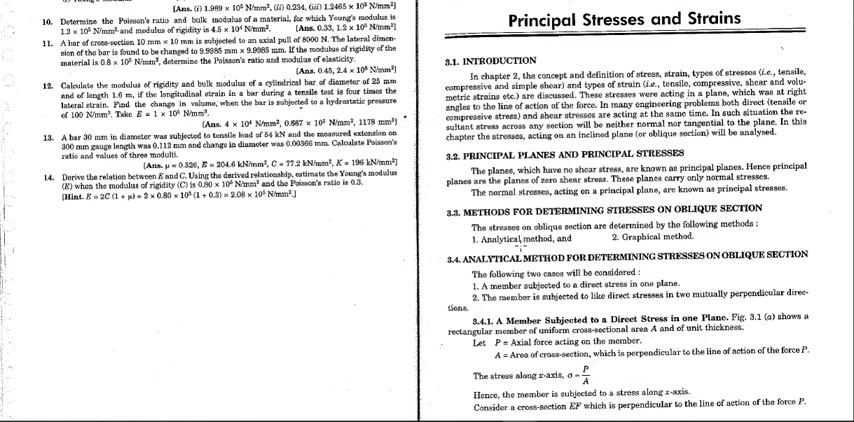 [Ans. (i) 1.989 × 10⁵ N/mm², (ii) 0.234, (iii) 1.2465 × 10⁵ N/mm²]
10. Determine the Poisson's ratio and bulk modulus of a material, for which Young's modulus is
1.2 × 10⁵ N/mm² and modulus of rigidity is 4.5 × 10⁴ N/mm². [Ans. 0.33, 1.2 × 10⁵ N/mm²]
11. A bar of cross-section 10 mm × 10 mm is subjected to an axial pull of 8000 N. The lateral dimen-
sion of the bar is found to be changed to 9.9985 mm × 9.9985 mm. If the modulus of rigidity of the
material is 0.8 × 10⁵ N/mm², determine the Poisson's ratio and modulus of elasticity.
[Ans. 0.45, 2.4 × 10⁵ N/mm²]
12. Calculate the modulus of rigidity and bulk modulus of a cylindrical bar of diameter of 25 mm
and of length 1.6 m, if the longitudinal strain in a bar during a tensile test is four times the
lateral strain. Find the change in volume, when the bar is subjected to a hydrostatic pressure
of 100 N/mm². Take E = 1 × 10⁵ N/mm².
[Ans. 4 × 10⁴ N/mm², 0.667 × 10⁵ N/mm², 1178 mm³]
13. A bar 30 mm in diameter was subjected to tensile load of 54 kN and the measured extension on
300 mm gauge length was 0.112 mm and change in diameter was 0.00366 mm. Calculate Poisson's
ratio and values of three moduli.
[Ans. μ = 0.326, E = 204.6 kN/mm², C = 77.2 kN/mm², K = 196 kN/mm²]
14. Derive the relation between E and C. Using the derived relationship, estimate the Young's modulus
(E) when the modulus of rigidity (C) is 0.80 × 10⁵ N/mm² and the Poisson's ratio is 0.3.
[Hint. E = 2C (1 + μ) = 2 × 0.80 × 10⁵ (1 + 0.3) = 2.08 × 10⁵ N/mm².]
Principal Stresses and Strains
3.1. INTRODUCTION
In chapter 2, the concept and definition of stress, strain, types of stresses (i.e., tensile,
compressive and simple shear) and types of strain (i.e., tensile, compressive, shear and volu-
metric strains etc.) are discussed. These stresses were acting in a plane, which was at right
angles to the line of action of the force. In many engineering problems both direct (tensile or
compressive stress) and shear stresses are acting at the same time. In such situation the re-
sultant stress across any section will be neither normal nor tangential to the plane. In this
chapter the stresses, acting on an inclined plane (or oblique section) will be analysed.
3.2. PRINCIPAL PLANES AND PRINCIPAL STRESSES
The planes, which have no shear stress, are known as principal planes. Hence principal
planes are the planes of zero shear stress. These planes carry only normal stresses.
The normal stresses, acting on a principal plane, are known as principal stresses.
3.3. METHODS FOR DETERMINING STRESSES ON OBLIQUE SECTION
The stresses on oblique section are determined by the following methods :
1. Analytical method, and 2. Graphical method.
3.4. ANALYTICAL METHOD FOR DETERMINING STRESSES ON OBLIQUE SECTION
The following two cases will be considered :
1. A member subjected to a direct stress in one plane.
2. The member is subjected to like direct stresses in two mutually perpendicular direc-
tions.
3.4.1. A Member Subjected to a Direct Stress in one Plane. Fig. 3.1 (a) shows a
rectangular member of uniform cross-sectional area A and of unit thickness.
Let P = Axial force acting on the member.
A = Area of cross-section, which is perpendicular to the line of action of the force P.
The stress along x-axis, σ = P/A
Hence, the member is subjected to a stress along x-axis.
Consider a cross-section EF which is perpendicular to the line of action of the force P.